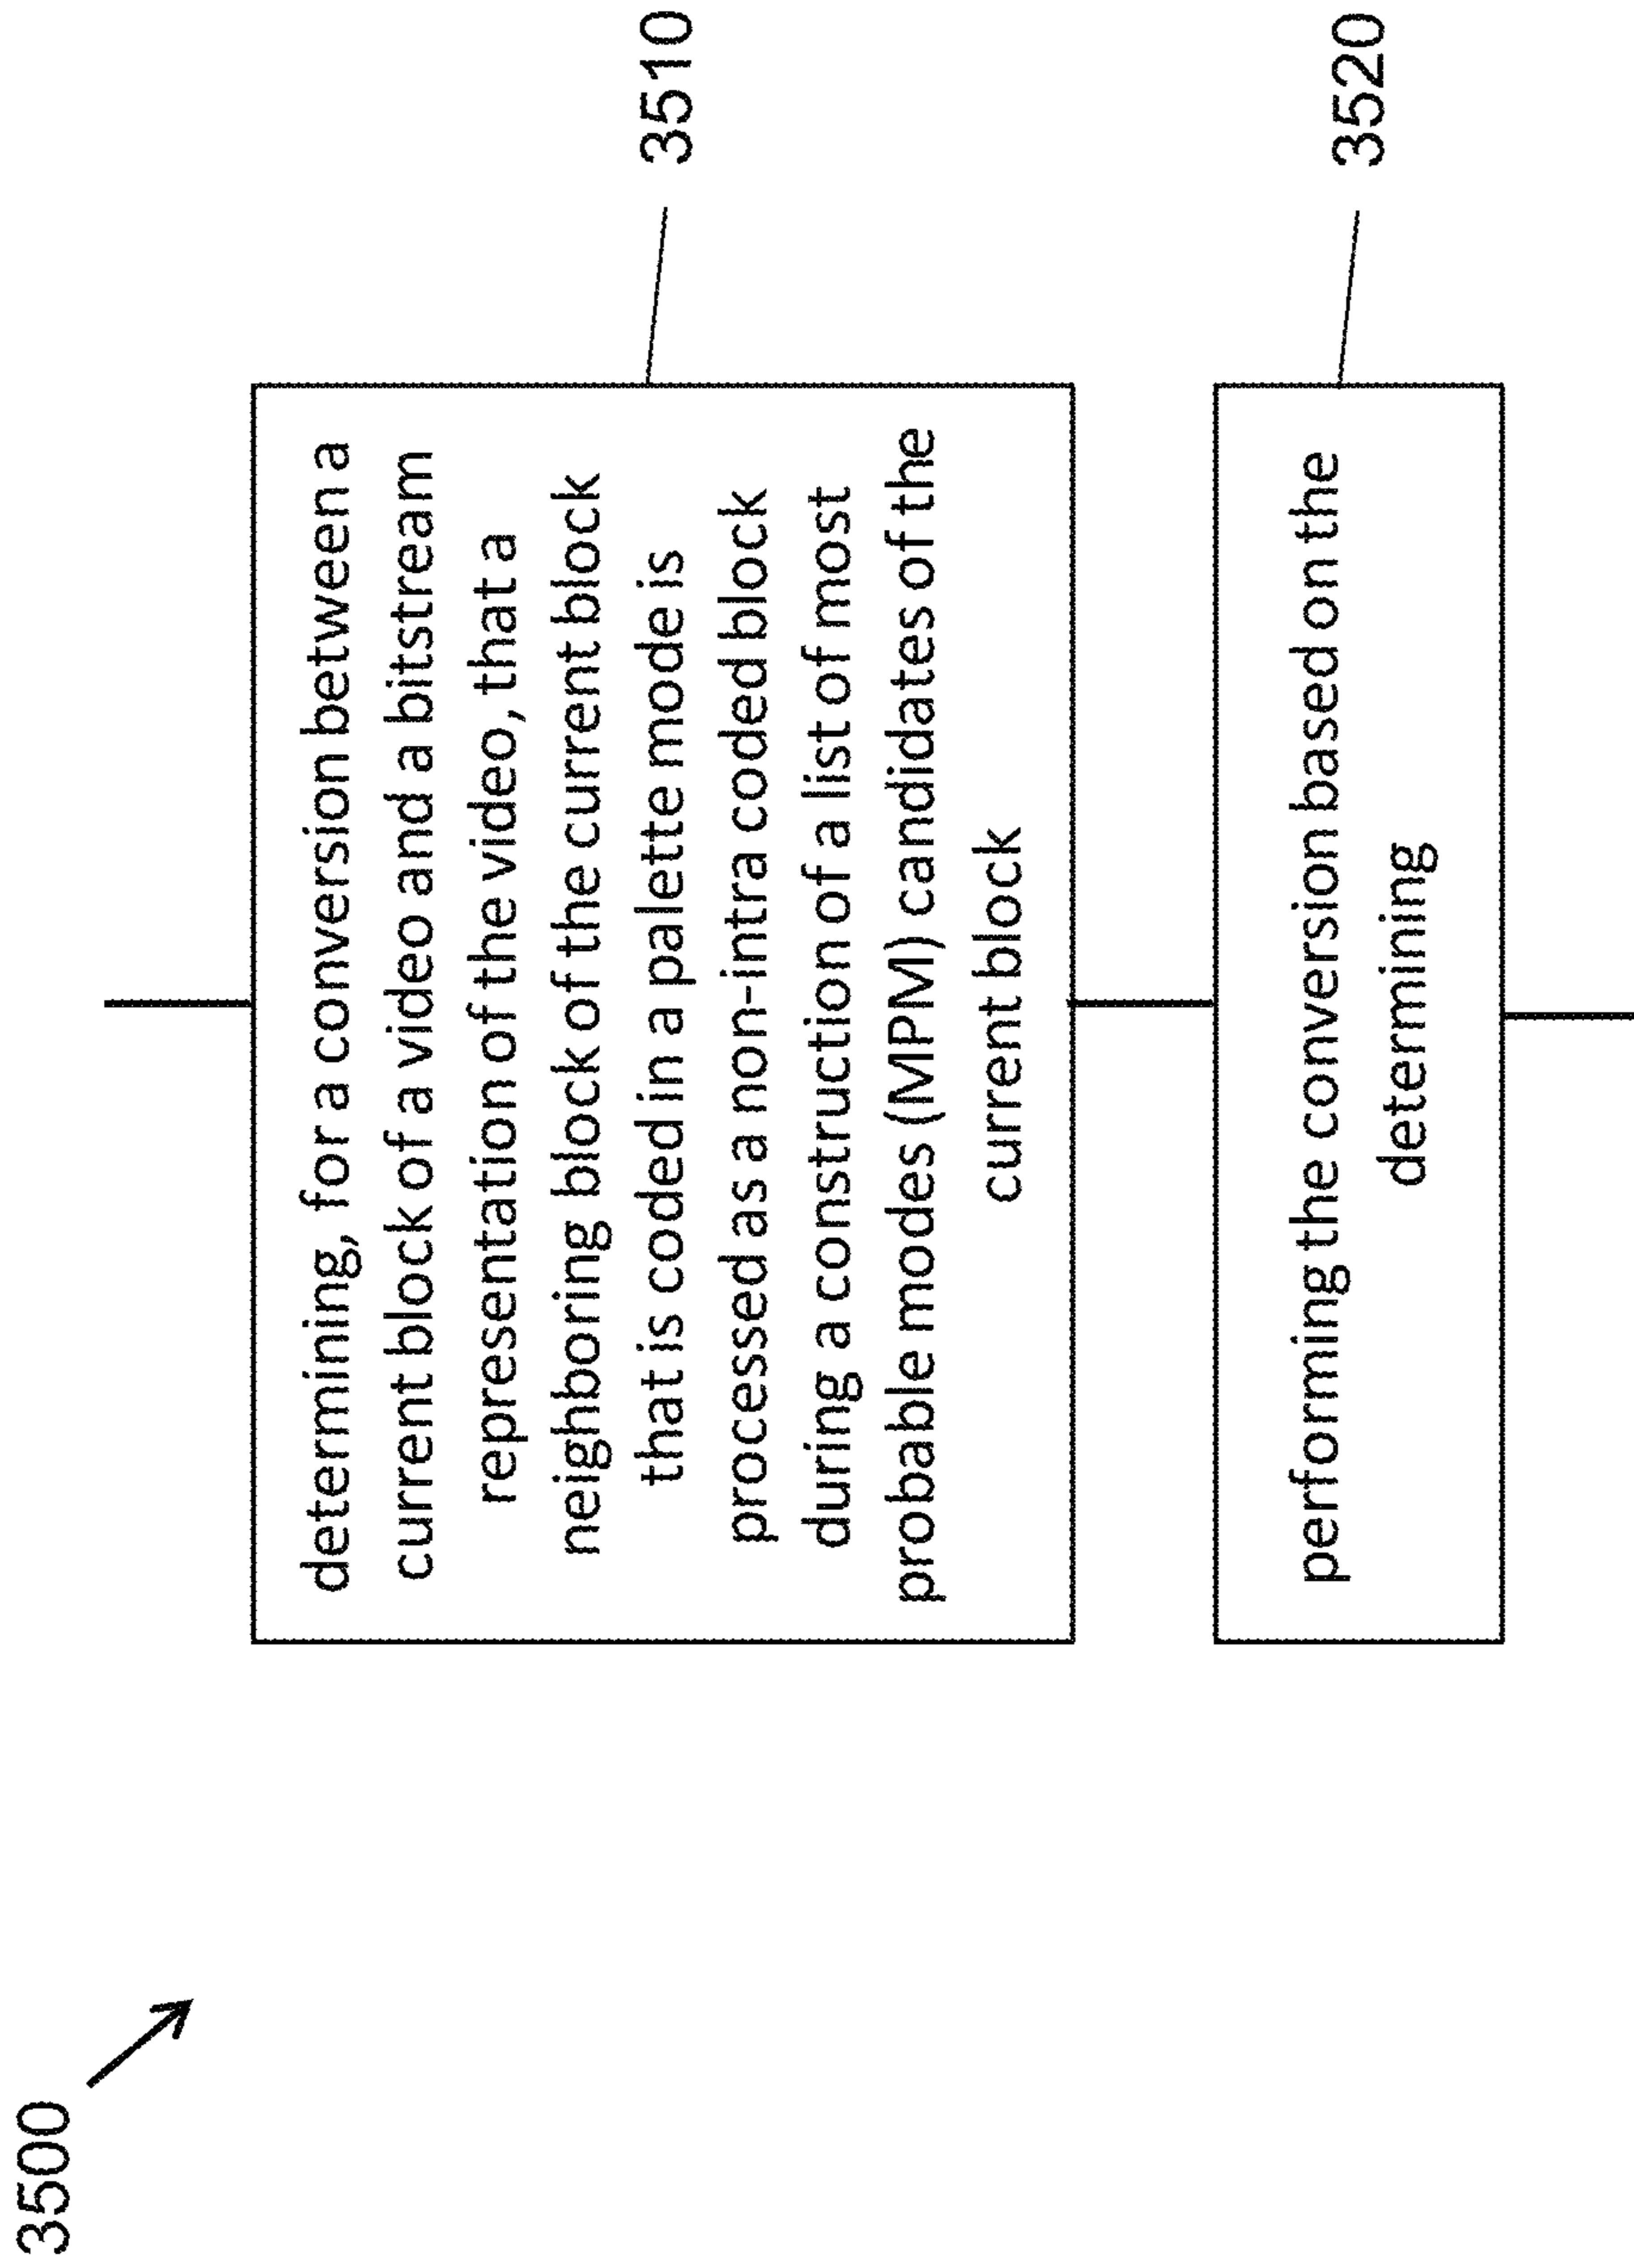 3500
determining, for a conversion between a
current block of a video and a bitstream
representation of the video, that a
neighboring block of the current block
that is coded in a palette mode is
processed as a non-intra coded block
during a construction of a list of most
probable modes (MPM) candidates of the
current block
3510
performing the conversion based on the
determining
3520